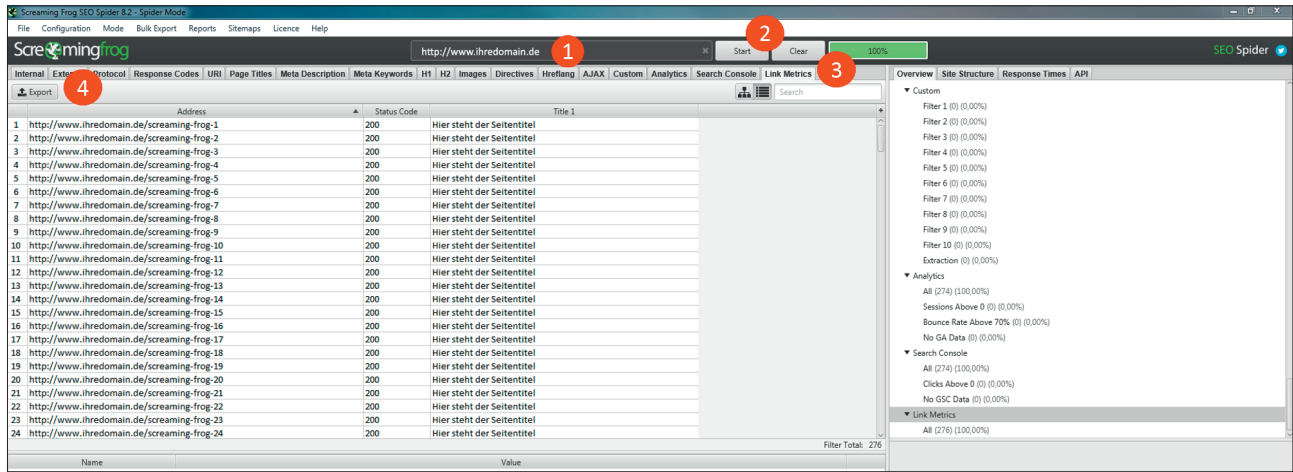 Screaming Frog SEO Spider 8.2 - Spider Mode
File Configuration Mode Bulk Export Reports Sitemaps Licence Help
Screamingfrog http://www.ihredomain.de 1 Start 2 Clear 100% SEO Spider
Internal External Protocol Response Codes URI Page Titles Meta Description Meta Keywords H1 H2 Images Directives Hreflang AJAX Custom Analytics Search Console Link Metrics 3
Overview Site Structure Response Times API
Export 4 Search
Address Status Code Title 1
1 http://www.ihredomain.de/screaming-frog-1 200 Hier steht der Seitentitel
2 http://www.ihredomain.de/screaming-frog-2 200 Hier steht der Seitentitel
3 http://www.ihredomain.de/screaming-frog-3 200 Hier steht der Seitentitel
4 http://www.ihredomain.de/screaming-frog-4 200 Hier steht der Seitentitel
5 http://www.ihredomain.de/screaming-frog-5 200 Hier steht der Seitentitel
6 http://www.ihredomain.de/screaming-frog-6 200 Hier steht der Seitentitel
7 http://www.ihredomain.de/screaming-frog-7 200 Hier steht der Seitentitel
8 http://www.ihredomain.de/screaming-frog-8 200 Hier steht der Seitentitel
9 http://www.ihredomain.de/screaming-frog-9 200 Hier steht der Seitentitel
10 http://www.ihredomain.de/screaming-frog-10 200 Hier steht der Seitentitel
11 http://www.ihredomain.de/screaming-frog-11 200 Hier steht der Seitentitel
12 http://www.ihredomain.de/screaming-frog-12 200 Hier steht der Seitentitel
13 http://www.ihredomain.de/screaming-frog-13 200 Hier steht der Seitentitel
14 http://www.ihredomain.de/screaming-frog-14 200 Hier steht der Seitentitel
15 http://www.ihredomain.de/screaming-frog-15 200 Hier steht der Seitentitel
16 http://www.ihredomain.de/screaming-frog-16 200 Hier steht der Seitentitel
17 http://www.ihredomain.de/screaming-frog-17 200 Hier steht der Seitentitel
18 http://www.ihredomain.de/screaming-frog-18 200 Hier steht der Seitentitel
19 http://www.ihredomain.de/screaming-frog-19 200 Hier steht der Seitentitel
20 http://www.ihredomain.de/screaming-frog-20 200 Hier steht der Seitentitel
21 http://www.ihredomain.de/screaming-frog-21 200 Hier steht der Seitentitel
22 http://www.ihredomain.de/screaming-frog-22 200 Hier steht der Seitentitel
23 http://www.ihredomain.de/screaming-frog-23 200 Hier steht der Seitentitel
24 http://www.ihredomain.de/screaming-frog-24 200 Hier steht der Seitentitel
Filter Total: 276
Name Value
Custom
Filter 1 (0) (0,00%)
Filter 2 (0) (0,00%)
Filter 3 (0) (0,00%)
Filter 4 (0) (0,00%)
Filter 5 (0) (0,00%)
Filter 6 (0) (0,00%)
Filter 7 (0) (0,00%)
Filter 8 (0) (0,00%)
Filter 9 (0) (0,00%)
Filter 10 (0) (0,00%)
Extraction (0) (0,00%)
Analytics
All (274) (100,00%)
Sessions Above 0 (0) (0,00%)
Bounce Rate Above 70% (0) (0,00%)
No GA Data (0) (0,00%)
Search Console
All (274) (100,00%)
Clicks Above 0 (0) (0,00%)
No GSC Data (0) (0,00%)
Link Metrics
All (276) (100,00%)